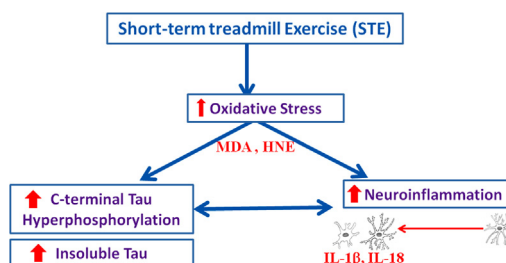 Short-term treadmill Exercise (STE)
Oxidative Stress
MDA , HNE
C-terminal Tau
Hyperphosphorylation
Neuroinflammation
Insoluble Tau
IL-1β, IL-18